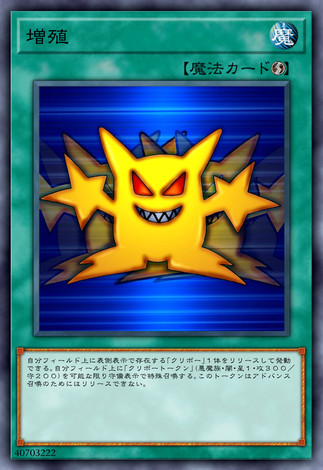 増殖
魔
【魔法カード】
自分フィールド上に表側表示で存在する「クリボー」1体をリリースして発動
できる。自分フィールド上に「クリボートークン」(悪魔族・闇・星1・攻300/
守200)を可能な限り守備表示で特殊召喚する。このトークンはアドバンス
召喚のためにはリリースできない。
40703222